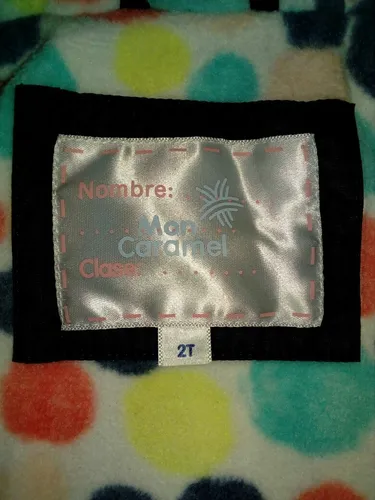 Nombre: . . . . .
Mon
Caramel
Clase: . . . . . . .
2T